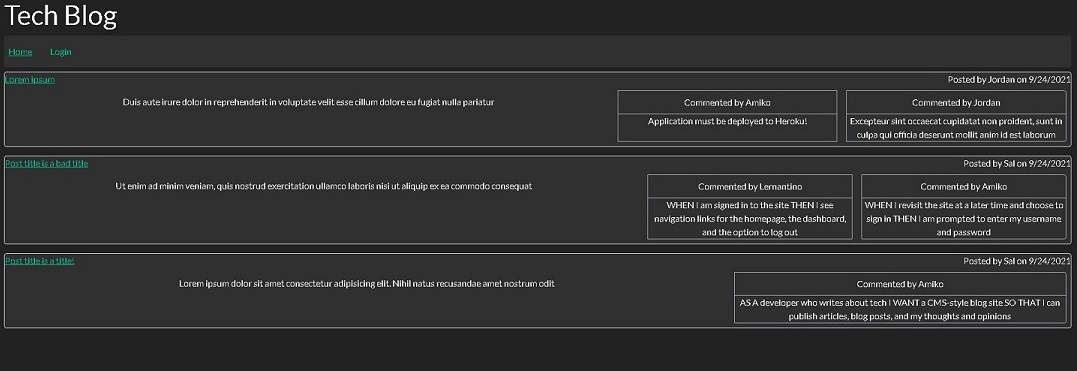 Tech Blog
Home Login
Lorem ipsum
Posted by Jordan on 9/24/2021
Duis aute irure dolor in reprehenderit in voluptate velit esse cillum dolore eu fugiat nulla pariatur
Commented by Amiko
Application must be deployed to Heroku!
Commented by Jordan
Excepteur sint occaecat cupidatat non proident, sunt in
culpa qui officia deserunt mollit anim id est laborum
Post title is a bad title
Posted by Sal on 9/24/2021
Ut enim ad minim veniam, quis nostrud exercitation ullamco laboris nisi ut aliquip ex ea commodo consequat
Commented by Lernantino
WHEN I am signed in to the site THEN I see
navigation links for the homepage, the dashboard,
and the option to log out
Commented by Amiko
WHEN I revisit the site at a later time and choose to
sign in THEN I am prompted to enter my username
and password
Post title is a title!
Posted by Sal on 9/24/2021
Lorem ipsum dolor sit amet consectetur adipisicing elit. Nihil natus recusandae amet nostrum odit
Commented by Amiko
AS A developer who writes about tech I WANT a CMS-style blog site SO THAT I can
publish articles, blog posts, and my thoughts and opinions